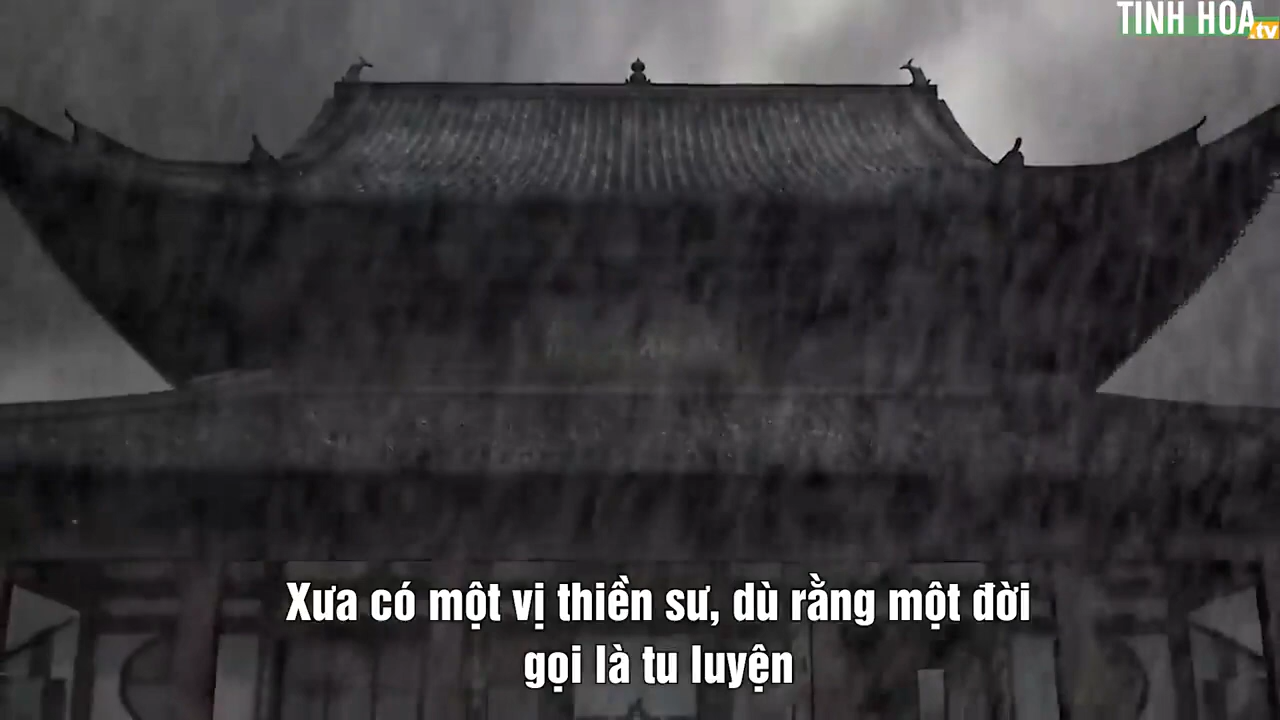 TINH HOA
.tv
Xưa có một vị thiền sư, dù rằng một đời
gọi là tu luyện